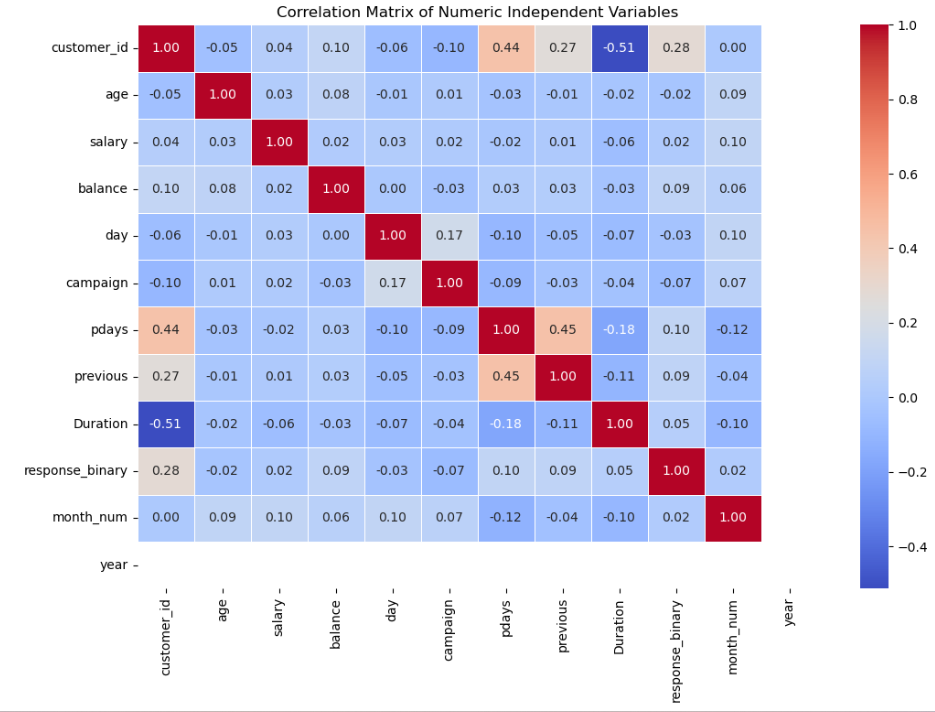 Correlation Matrix of Numeric Independent Variables
customer_id 1.00 -0.05 0.04 0.10 -0.06 -0.10 0.44 0.27 -0.51 0.28 0.00
age -0.05 1.00 0.03 0.08 -0.01 0.01 -0.03 -0.01 -0.02 -0.02 0.09
salary 0.04 0.03 1.00 0.02 0.03 0.02 -0.02 0.01 -0.06 0.02 0.10
balance 0.10 0.08 0.02 1.00 0.00 -0.03 0.03 0.03 -0.03 0.09 0.06
day -0.06 -0.01 0.03 0.00 1.00 0.17 -0.10 -0.05 -0.07 -0.03 0.10
campaign -0.10 0.01 0.02 -0.03 0.17 1.00 -0.09 -0.03 -0.04 -0.07 0.07
pdays 0.44 -0.03 -0.02 0.03 -0.10 -0.09 1.00 0.45 -0.18 0.10 -0.12
previous 0.27 -0.01 0.01 0.03 -0.05 -0.03 0.45 1.00 -0.11 0.09 -0.04
Duration -0.51 -0.02 -0.06 -0.03 -0.07 -0.04 -0.18 -0.11 1.00 0.05 -0.10
response_binary 0.28 -0.02 0.02 0.09 -0.03 -0.07 0.10 0.09 0.05 1.00 0.02
month_num 0.00 0.09 0.10 0.06 0.10 0.07 -0.12 -0.04 -0.10 0.02 1.00
year
customer_id
age
salary
balance
day
campaign
pdays
previous
Duration
response_binary
month_num
year
1.0
0.8
0.6
0.4
0.2
0.0
−0.2
−0.4